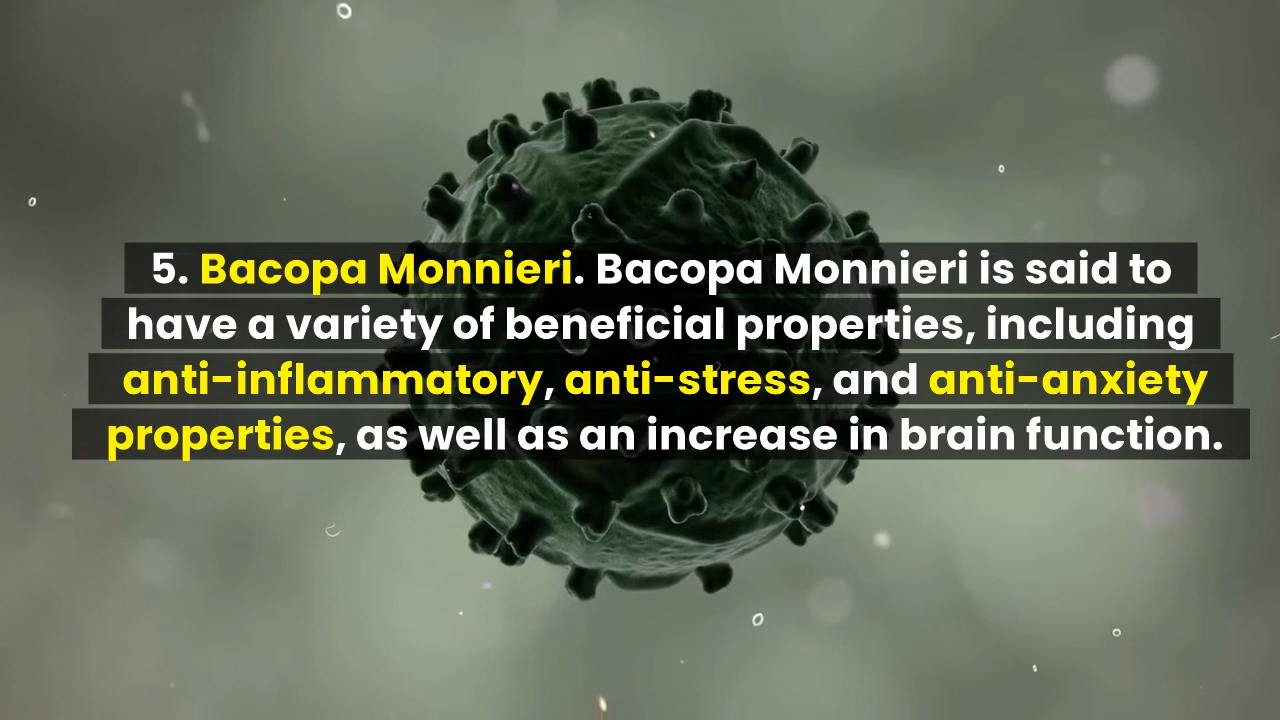 5. Bacopa Monnieri. Bacopa Monnieri is said to
have a variety of beneficial properties, including
anti-inflammatory, anti-stress, and anti-anxiety
properties, as well as an increase in brain function.